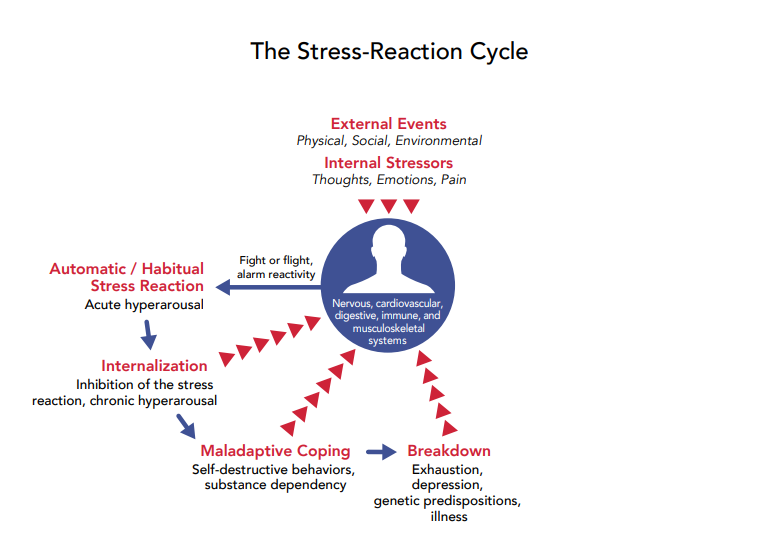 The Stress-Reaction Cycle
External Events
Physical, Social, Environmental
Internal Stressors
Thoughts, Emotions, Pain
Fight or flight,
alarm reactivity
Automatic / Habitual
Stress Reaction
Acute hyperarousal
Nervous, cardiovascular,
digestive, immune, and
musculoskeletal
systems
Internalization
Inhibition of the stress
reaction, chronic hyperarousal
Maladaptive Coping
Self-destructive behaviors,
substance dependency
Breakdown
Exhaustion,
depression,
genetic predispositions,
illness